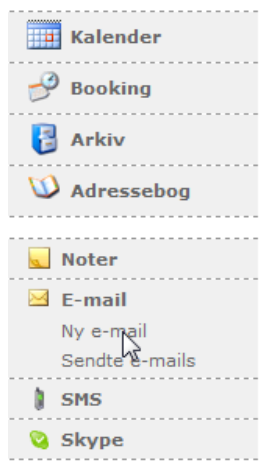 Kalender
Booking
Arkiv
Adressebog
Noter
E-mail
Ny e-mail
Sendte e-mails
SMS
Skype